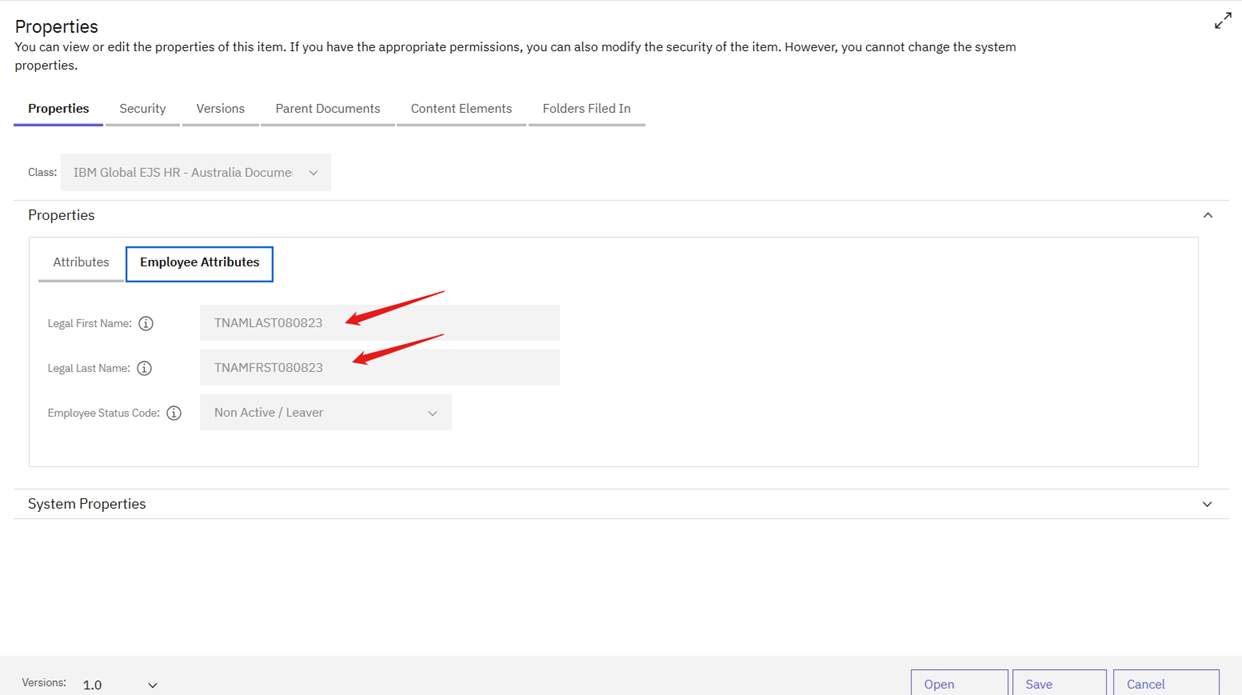 Properties
You can view or edit the properties of this item. If you have the appropriate permissions, you can also modify the security of the item. However, you cannot change the system
properties.
Properties Security Versions Parent Documents Content Elements Folders Filed In
Class: IBM Global EJS HR - Australia Docume
Properties
Attributes Employee Attributes
Legal First Name: TNAMLAST080823
Legal Last Name: TNAMFRST080823
Employee Status Code: Non Active / Leaver
System Properties
Versions: 1.0 Open Save Cancel